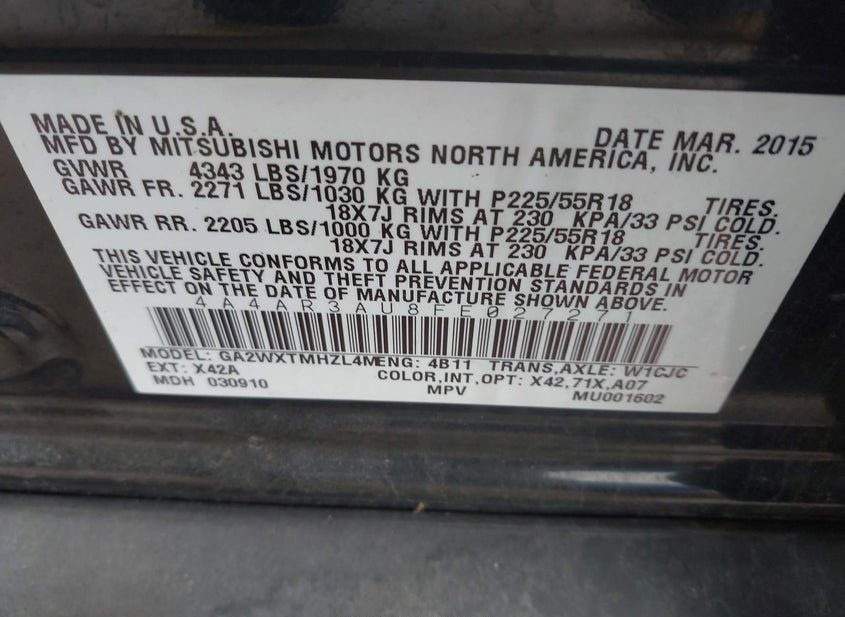 MADE IN U.S.A. DATE MAR. 2015
MFD BY MITSUBISHI MOTORS NORTH AMERICA, INC.
GVWR 4343 LBS/1970 KG
GAWR FR. 2271 LBS/1030 KG WITH P225/55R18 TIRES,
18X7J RIMS AT 230 KPA/33 PSI COLD.
GAWR RR. 2205 LBS/1000 KG WITH P225/55R18 TIRES,
18X7J RIMS AT 230 KPA/33 PSI COLD.
THIS VEHICLE CONFORMS TO ALL APPLICABLE FEDERAL MOTOR
VEHICLE SAFETY AND THEFT PREVENTION STANDARDS IN
EFFECT ON THE DATE OF MANUFACTURE SHOWN ABOVE.
4A4AR3AU8FE027271
MODEL: GA2WXTMHZL4M ENG: 4B11 TRANS,AXLE: W1CJC
EXT: X42A COLOR,INT,OPT: X42,71X,A07
MDH 030910 MPV MU001602